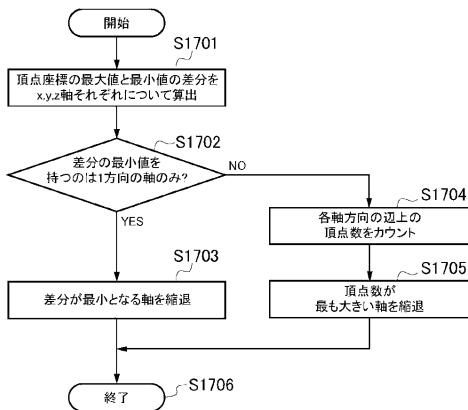 開始
S1701
頂点座標の最大値と最小値の差分を
x,y,z軸それぞれについて算出
S1702
差分の最小値を
持つのは1方向の軸のみ?
NO
YES
S1704
各軸方向の辺上の
頂点数をカウント
S1703
差分が最小となる軸を縮退
S1705
頂点数が
最も大きい軸を縮退
終了
S1706